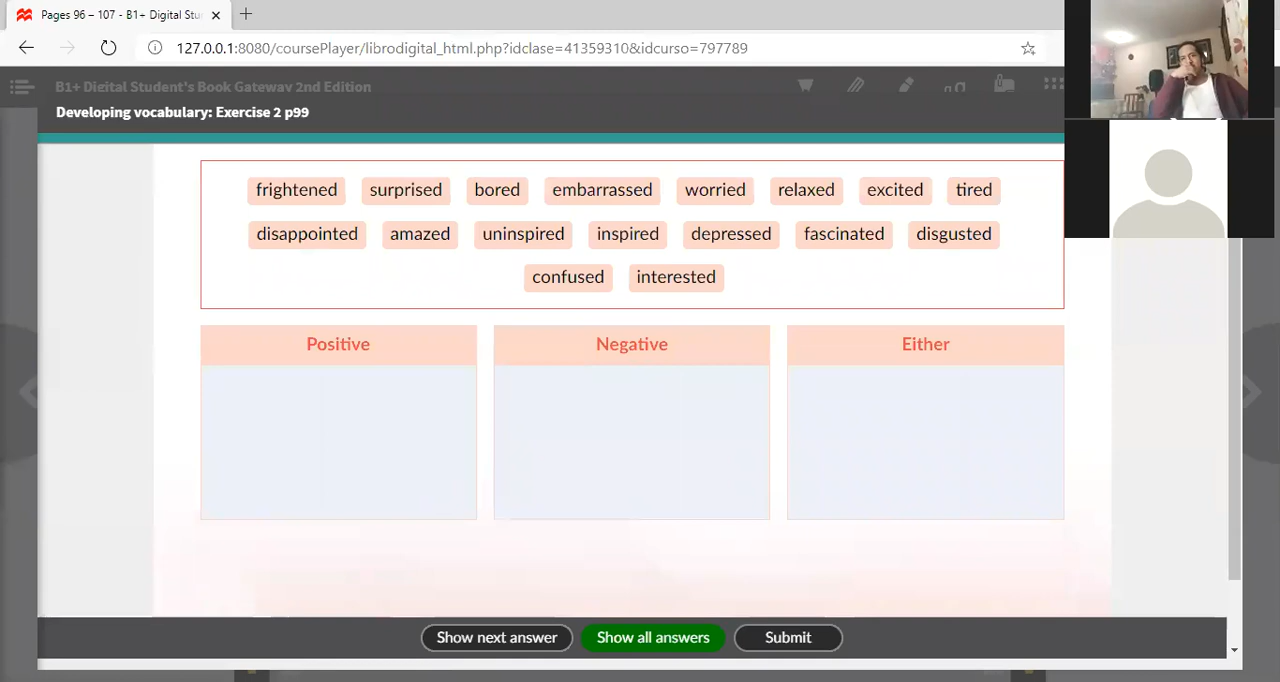 Pages 96 – 107 - B1+ Digital Stu
127.0.0.1:8080/coursePlayer/librodigital_html.php?idclase=41359310&idcurso=797789
B1+ Digital Student's Book Gateway 2nd Edition
Developing vocabulary: Exercise 2 p99
frightened surprised bored embarrassed worried relaxed excited tired
disappointed amazed uninspired inspired depressed fascinated disgusted
confused interested
Positive Negative Either
Show next answer Show all answers Submit